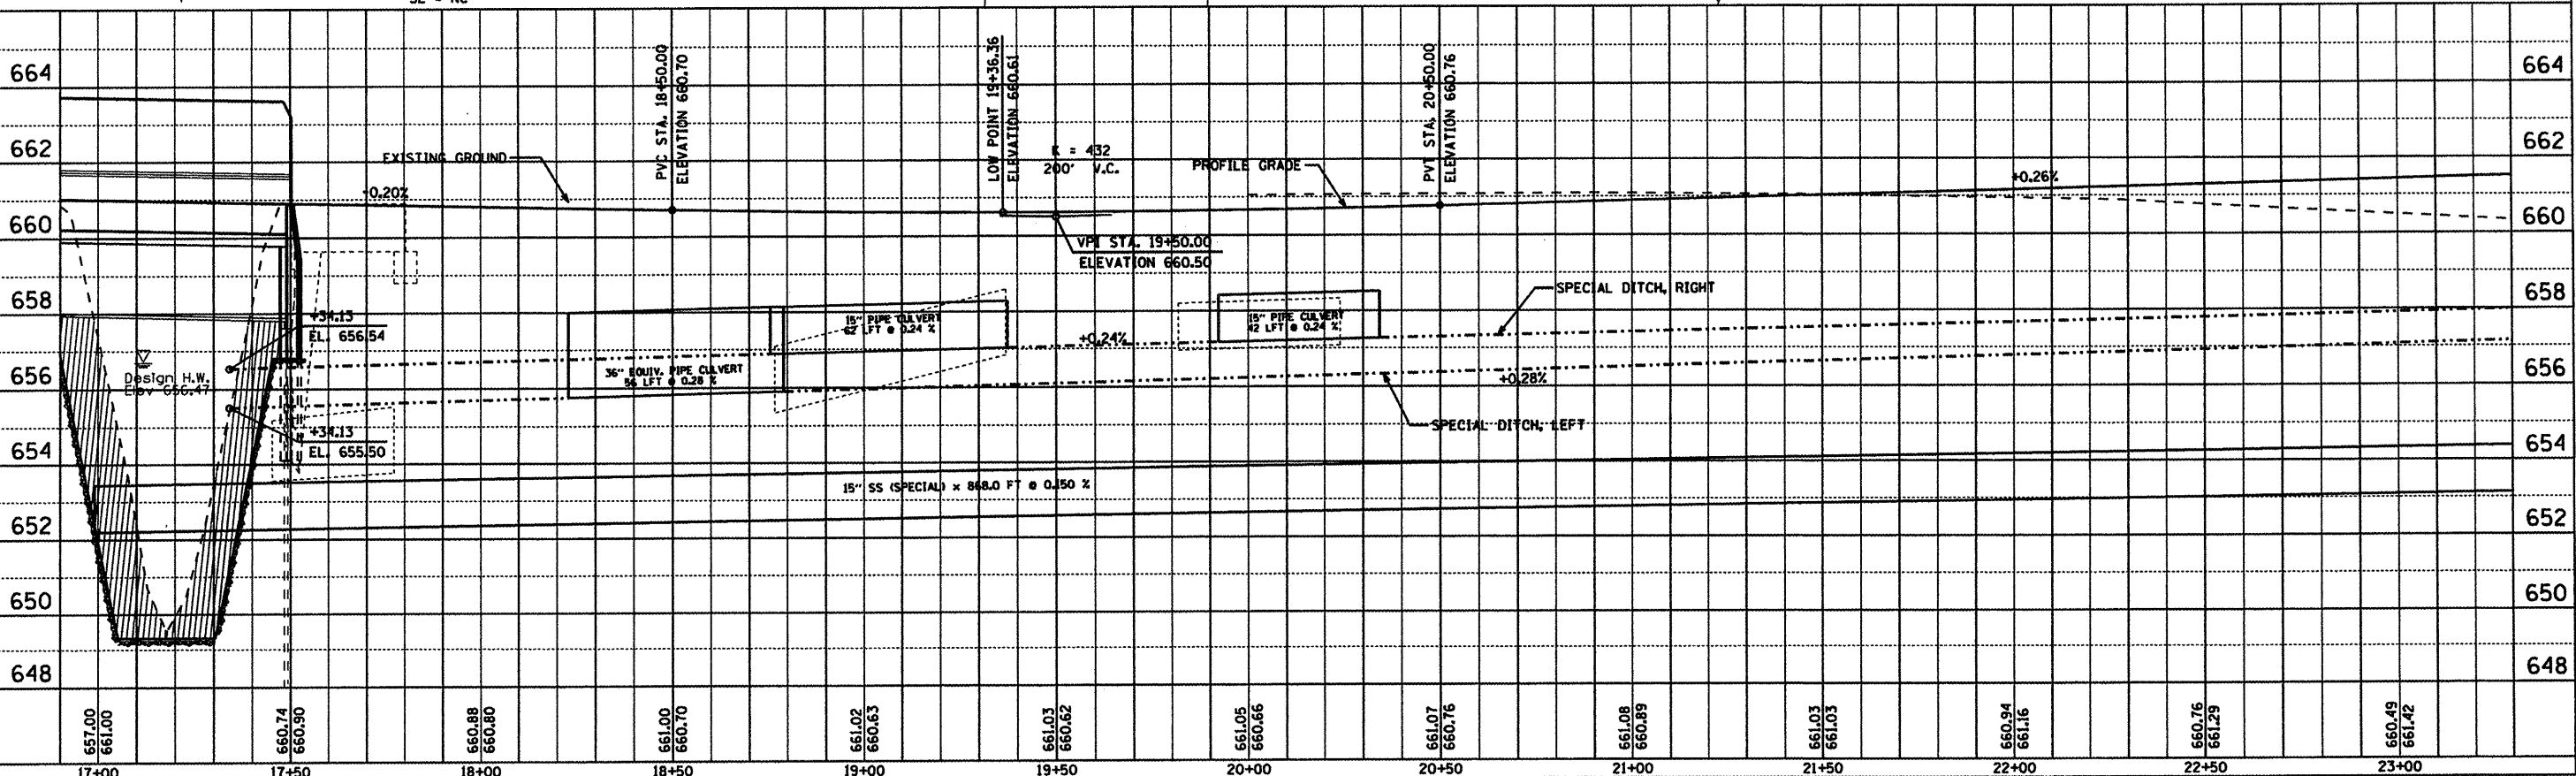 664
662
660
658
656
654
652
650
648
664
662
660
658
656
654
652
650
648
EXISTING GROUND
-0.20%
PVC STA. 18+50.00
ELEVATION 660.70
LOW POINT 19+36.36
ELEVATION 660.61
K = 432
200' V.C.
PROFILE GRADE
PVT STA. 20+50.00
ELEVATION 660.76
+0.26%
VPI STA. 19+50.00
ELEVATION 660.50
SPECIAL DITCH, RIGHT
+34.13
EL. 656.54
15" PIPE CULVERT
62 LFT @ 0.24 %
15" PIPE CULVERT
42 LFT @ 0.24 %
+0.24%
Design H.W.
Elev 656.47
36" EQUIV. PIPE CULVERT
56 LFT @ 0.28 %
+0.28%
+34.13
EL. 655.50
SPECIAL DITCH, LEFT
15" SS (SPECIAL) x 868.0 FT @ 0.150 %
657.00
661.00
660.74
660.90
660.88
660.80
661.00
660.70
661.02
660.63
661.03
660.62
661.05
660.66
661.07
660.76
661.08
660.89
661.03
661.03
660.94
661.16
660.76
661.29
660.49
661.42
17+00
17+50
18+00
18+50
19+00
19+50
20+00
20+50
21+00
21+50
22+00
22+50
23+00